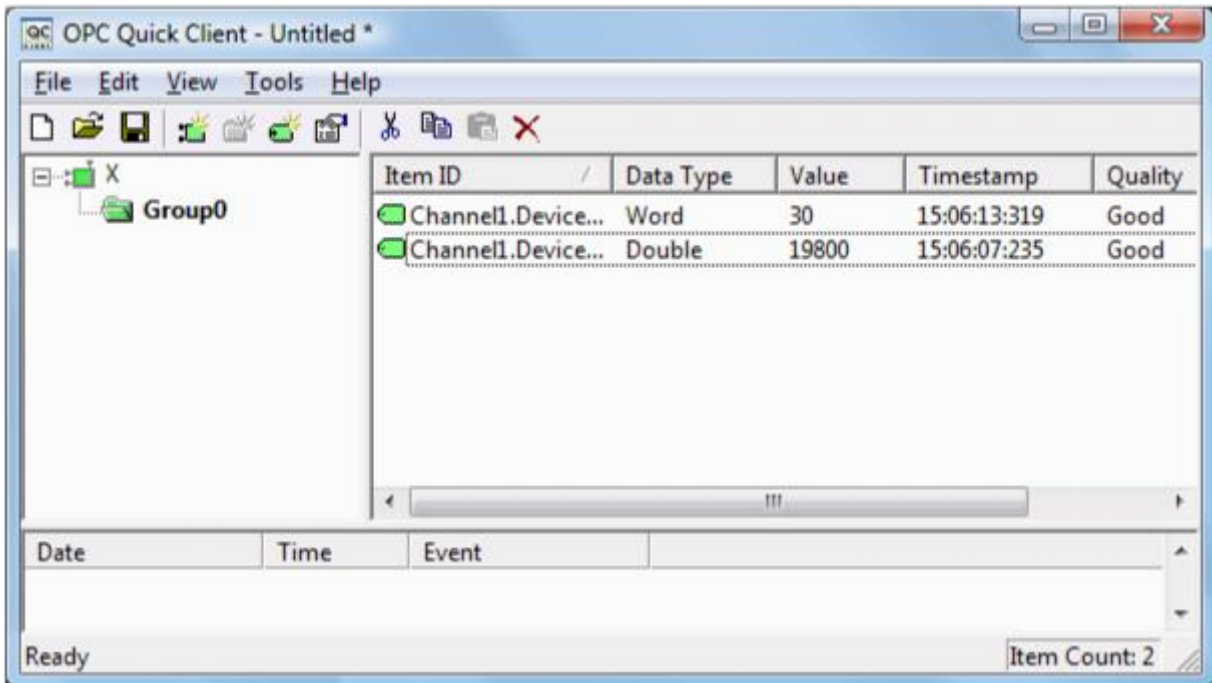 OPC Quick Client - Untitled *
File Edit View Tools Help
X
Group0
Item ID Data Type Value Timestamp Quality
Channel1.Device... Word 30 15:06:13:319 Good
Channel1.Device... Double 19800 15:06:07:235 Good
Date Time Event
Ready Item Count: 2